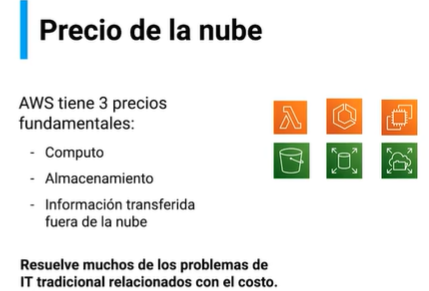 Precio de la nube
AWS tiene 3 precios
fundamentales:
- Computo
- Almacenamiento
- Información transferida
fuera de la nube
Resuelve muchos de los problemas de
IT tradicional relacionados con el costo.